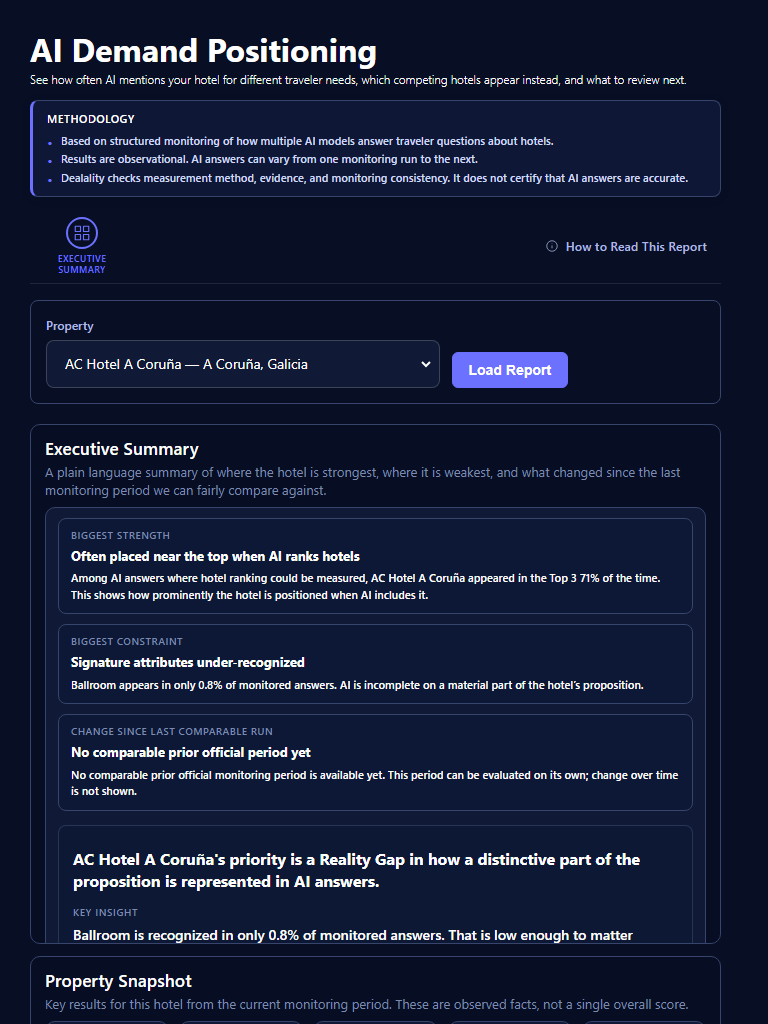 AI Demand Positioning
See how often AI mentions your hotel for different traveler needs, which competing hotels appear instead, and what to review next.
METHODOLOGY
• Based on structured monitoring of how multiple AI models answer traveler questions about hotels.
• Results are observational. AI answers can vary from one monitoring run to the next.
• Dealality checks measurement method, evidence, and monitoring consistency. It does not certify that AI answers are accurate.
EXECUTIVE
SUMMARY
How to Read This Report
Property
AC Hotel A Coruña — A Coruña, Galicia
Load Report
Executive Summary
A plain language summary of where the hotel is strongest, where it is weakest, and what changed since the last
monitoring period we can fairly compare against.
BIGGEST STRENGTH
Often placed near the top when AI ranks hotels
Among AI answers where hotel ranking could be measured, AC Hotel A Coruña appeared in the Top 3 71% of the time.
This shows how prominently the hotel is positioned when AI includes it.
BIGGEST CONSTRAINT
Signature attributes under-recognized
Ballroom appears in only 0.8% of monitored answers. AI is incomplete on a material part of the hotel's proposition.
CHANGE SINCE LAST COMPARABLE RUN
No comparable prior official period yet
No comparable prior official monitoring period is available yet. This period can be evaluated on its own; change over time
is not shown.
AC Hotel A Coruña's priority is a Reality Gap in how a distinctive part of the
proposition is represented in AI answers.
KEY INSIGHT
Ballroom is recognized in only 0.8% of monitored answers. That is low enough to matter
Property Snapshot
Key results for this hotel from the current monitoring period. These are observed facts, not a single overall score.